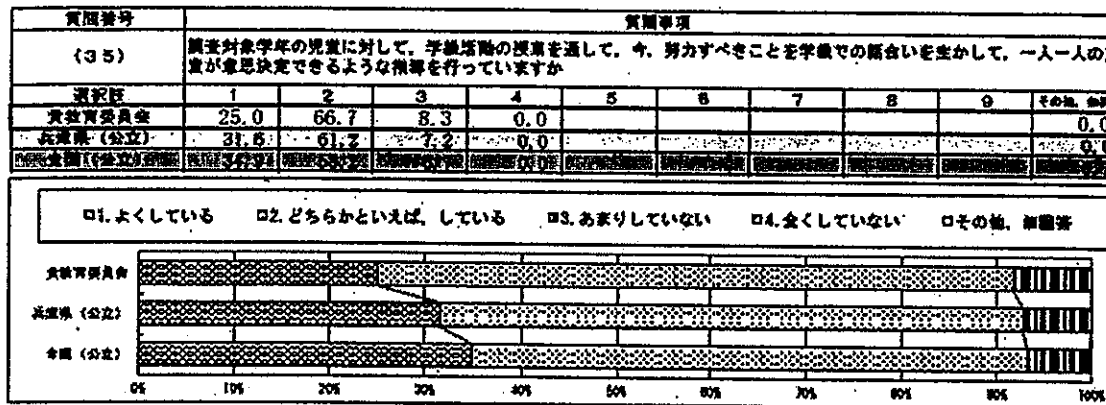 質問番号 質問事項
(35) 調査対象学年の児童に対して，学級活動の授業を通して，今，努力すべきことを学級での話合いを生かして，一人一人の
童が意思決定できるような指導を行っていますか
選択肢 1 2 3 4 5 6 7 8 9 その他，
貴教育委員会 25.0 66.7 8.3 0.0 0.0
兵庫県（公立） 31.6 61.2 7.2 0.0 0.0
全国（公立）
1.よくしている 2.どちらかといえば，している 3.あまりしていない 4.全くしていない その他，無回答
貴教育委員会
兵庫県（公立）
全国（公立）
0% 10% 20% 30% 40% 50% 60% 70% 80% 90% 100%